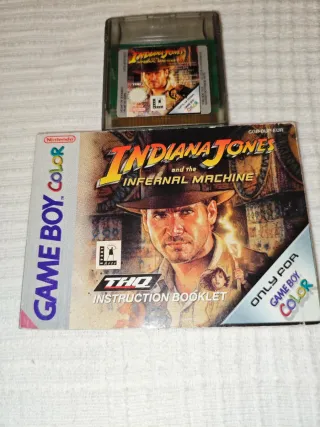 INDIANA JONES
Nintendo
GAME BOY COLOR
INDIANA JONES
and the
INFERNAL MACHINE
THQ
INSTRUCTION BOOKLET
ONLY FOR
GAME BOY
COLOR